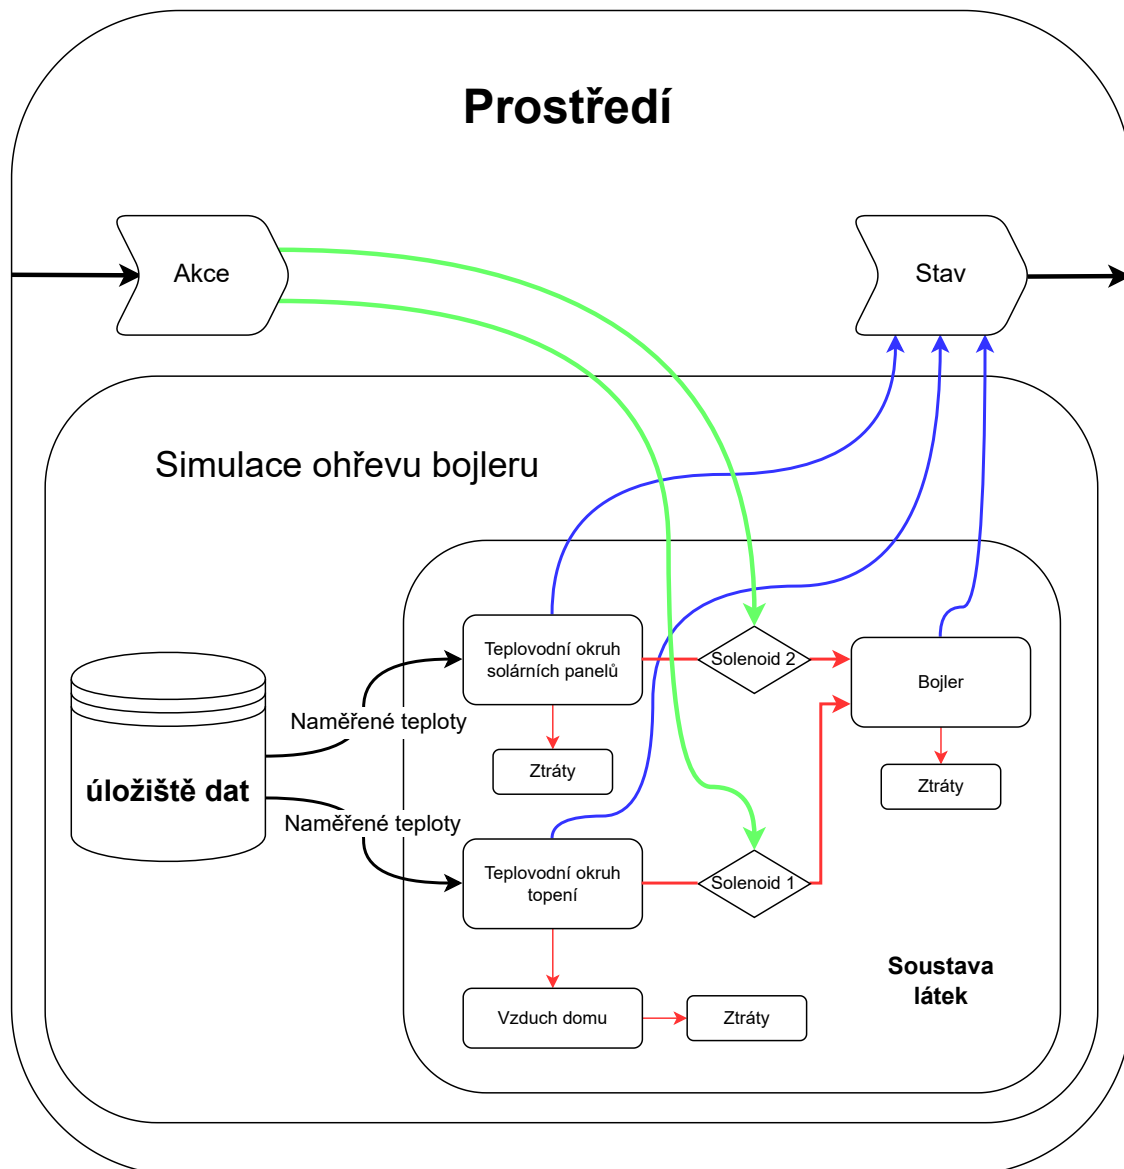 Prostředí
Akce
Stav
Simulace ohřevu bojleru
Teplovodní okruh
solárních panelů
Solenoid 2
Bojler
Naměřené teploty
Ztráty
Ztráty
úložiště dat
Naměřené teploty
Teplovodní okruh
topení
Solenoid 1
Soustava
látek
Vzduch domu
Ztráty